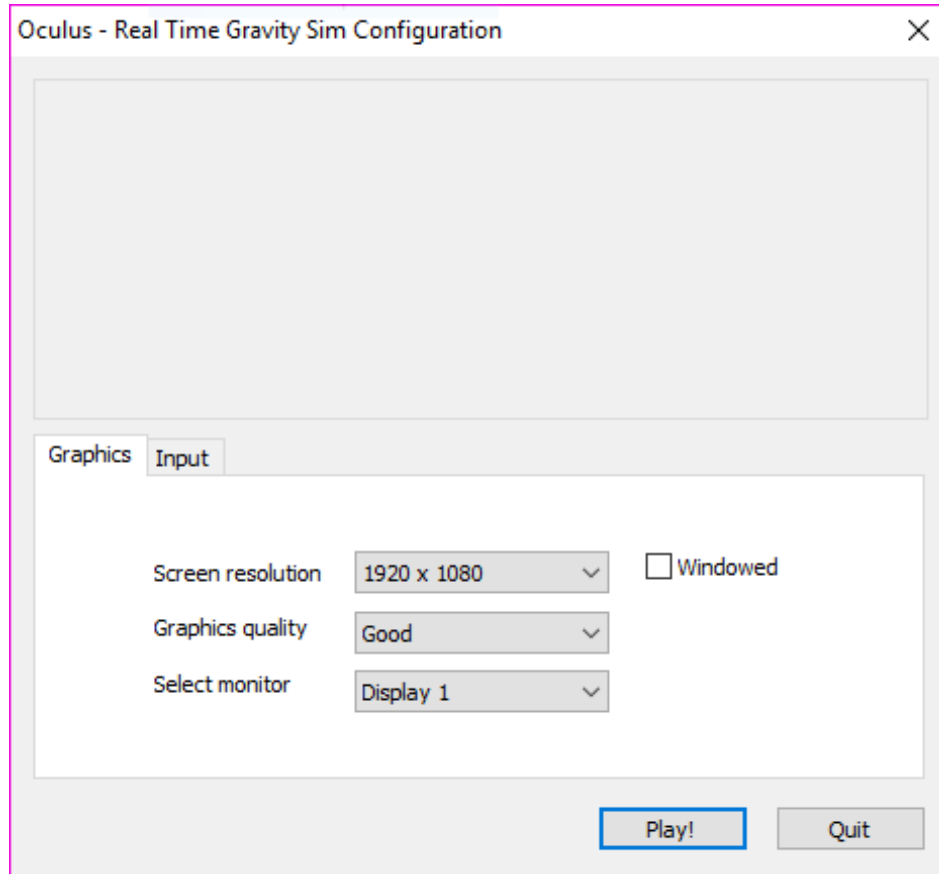 Oculus - Real Time Gravity Sim Configuration
Graphics
Input
Screen resolution
1920 x 1080
Windowed
Graphics quality
Good
Select monitor
Display 1
Play!
Quit